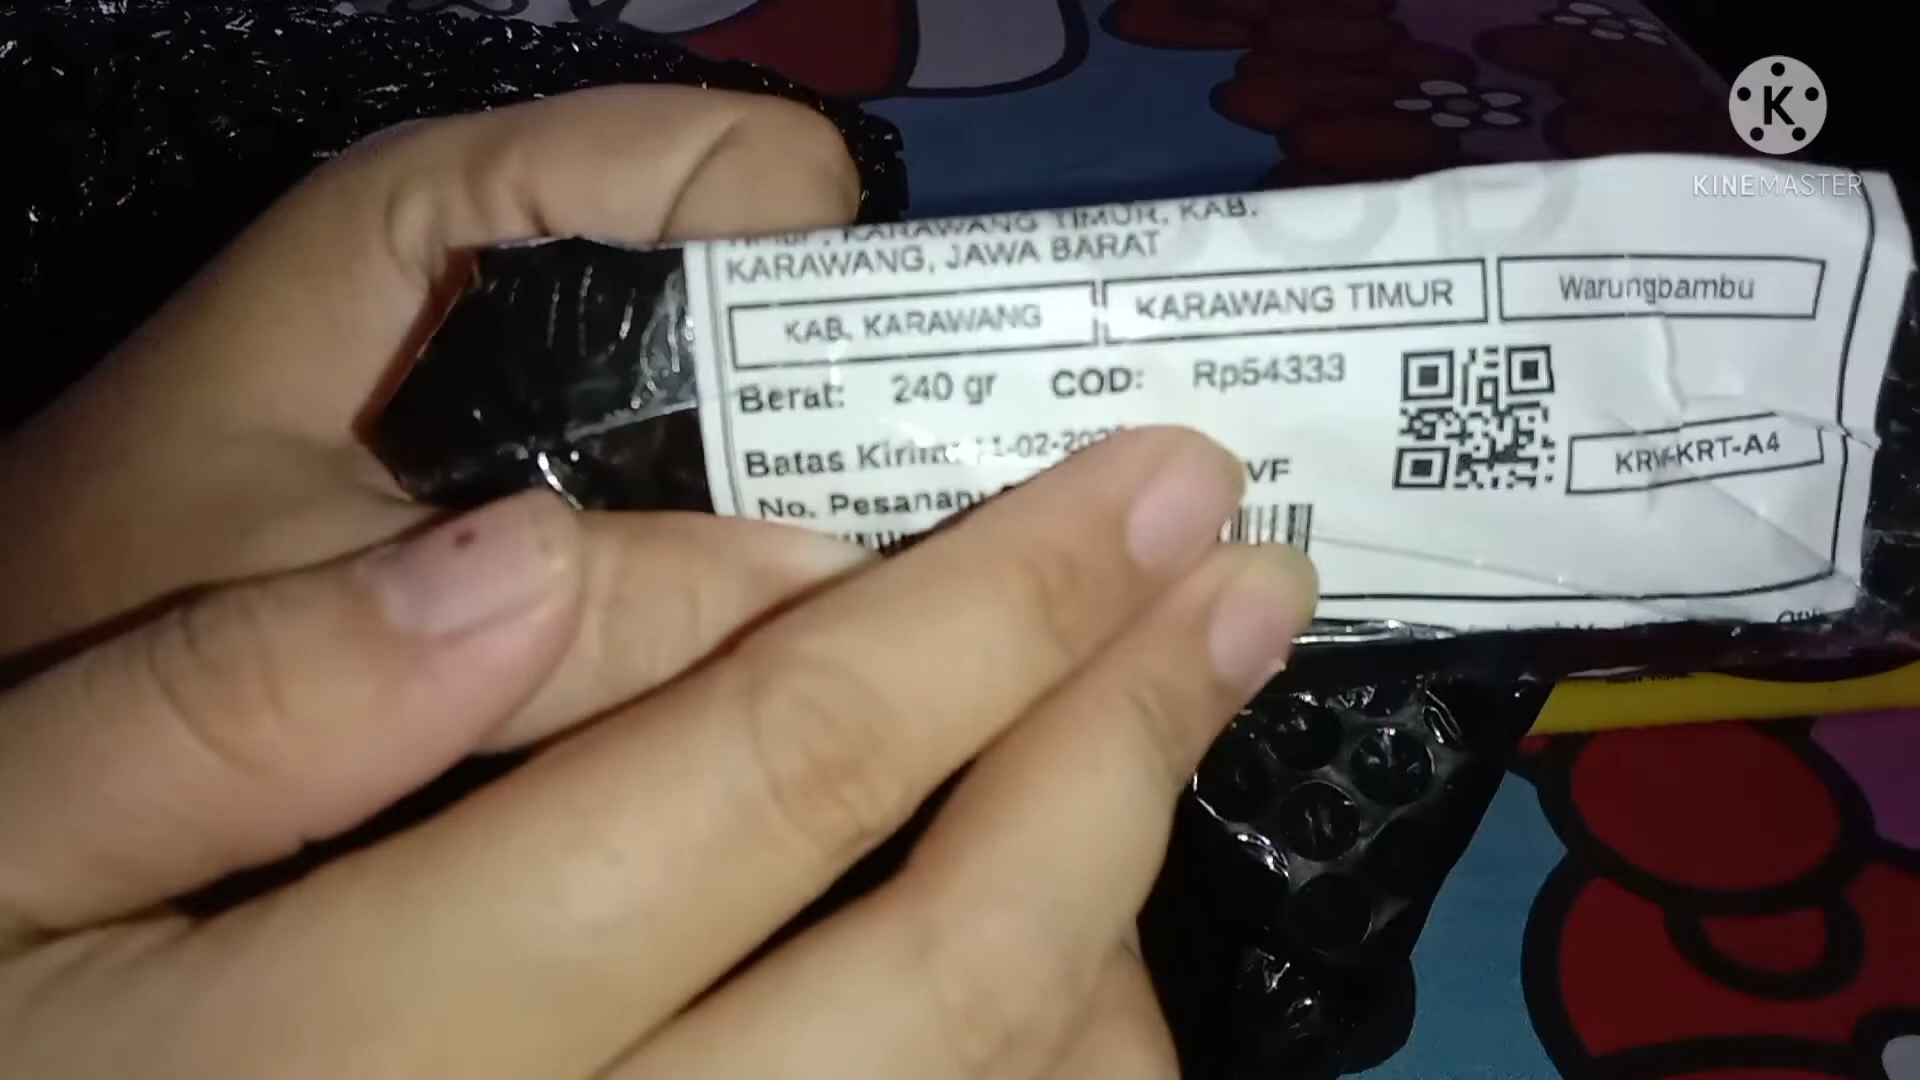 KINEMASTER
KARAWANG TIMUR, KAB.
KARAWANG, JAWA BARAT
KAB. KARAWANG KARAWANG TIMUR Warungbambu
Berat: 240 gr COD: Rp54333
Batas Kirim:
KRW-KRT-A4
No. Pesanan: VF